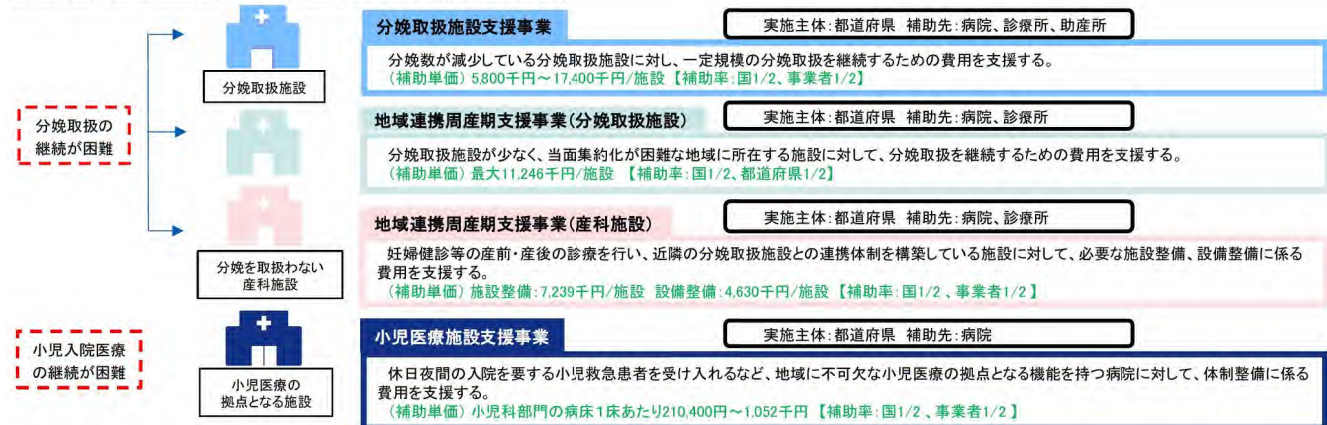 分娩取扱の
継続が困難
分娩取扱施設
分娩取扱施設支援事業
実施主体：都道府県 補助先：病院、診療所、助産所
分娩数が減少している分娩取扱施設に対し、一定規模の分娩取扱を継続するための費用を支援する。
（補助単価）5,800千円～17,400千円/施設 【補助率：国1/2、事業者1/2】
地域連携周産期支援事業（分娩取扱施設）
実施主体：都道府県 補助先：病院、診療所
分娩取扱施設が少なく、当面集約化が困難な地域に所在する施設に対して、分娩取扱を継続するための費用を支援する。
（補助単価）最大11,246千円/施設 【補助率：国1/2、都道府県1/2】
分娩を取扱わない
産科施設
地域連携周産期支援事業（産科施設）
実施主体：都道府県 補助先：病院、診療所
妊婦健診等の産前・産後の診療を行い、近隣の分娩取扱施設との連携体制を構築している施設に対して、必要な施設整備、設備整備に係る
費用を支援する。
（補助単価）施設整備：7,239千円/施設 設備整備：4,630千円/施設 【補助率：国1/2 、事業者1/2 】
小児入院医療
の継続が困難
小児医療の
拠点となる施設
小児医療施設支援事業
実施主体：都道府県 補助先：病院
休日夜間の入院を要する小児救急患者を受け入れるなど、地域に不可欠な小児医療の拠点となる機能を持つ病院に対して、体制整備に係る
費用を支援する。
（補助単価）小児科部門の病床１床あたり210,400円～1,052千円 【補助率：国1/2 、事業者1/2 】